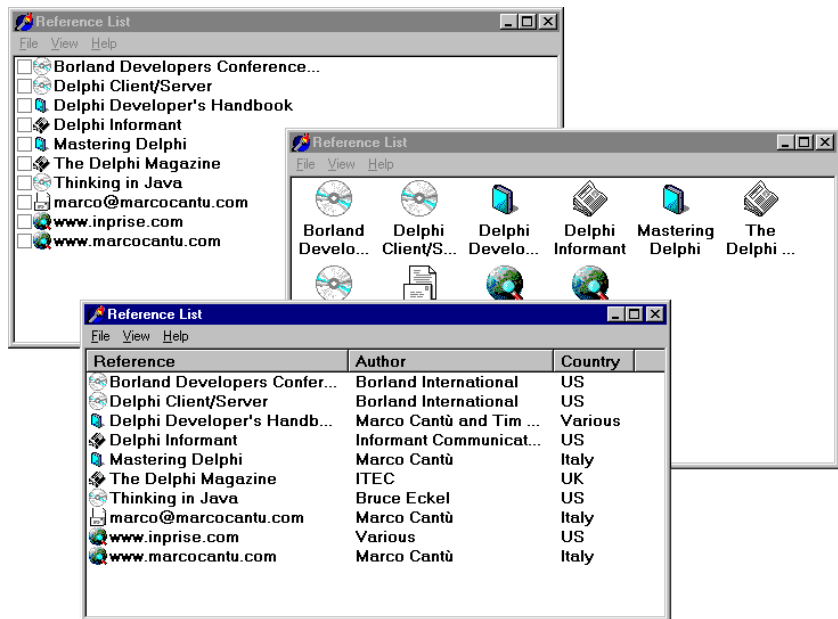 Reference List
File View Help
Borland Developers Conference...
Delphi Client/Server
Delphi Developer's Handbook
Delphi Informant
Mastering Delphi
The Delphi Magazine
Thinking in Java
marco@marcocantu.com
www.inprise.com
www.marcocantu.com
Reference List
File View Help
Borland Delphi Delphi Delphi Mastering The
Develo... Client/S... Develo... Informant Delphi Delphi ...
Reference List
File View Help
Reference Author Country
Borland Developers Confer... Borland International US
Delphi Client/Server Borland International US
Delphi Developer's Handb... Marco Cantù and Tim ... Various
Delphi Informant Informant Communicat... US
Mastering Delphi Marco Cantù Italy
The Delphi Magazine ITEC UK
Thinking in Java Bruce Eckel US
marco@marcocantu.com Marco Cantù Italy
www.inprise.com Various US
www.marcocantu.com Marco Cantù Italy